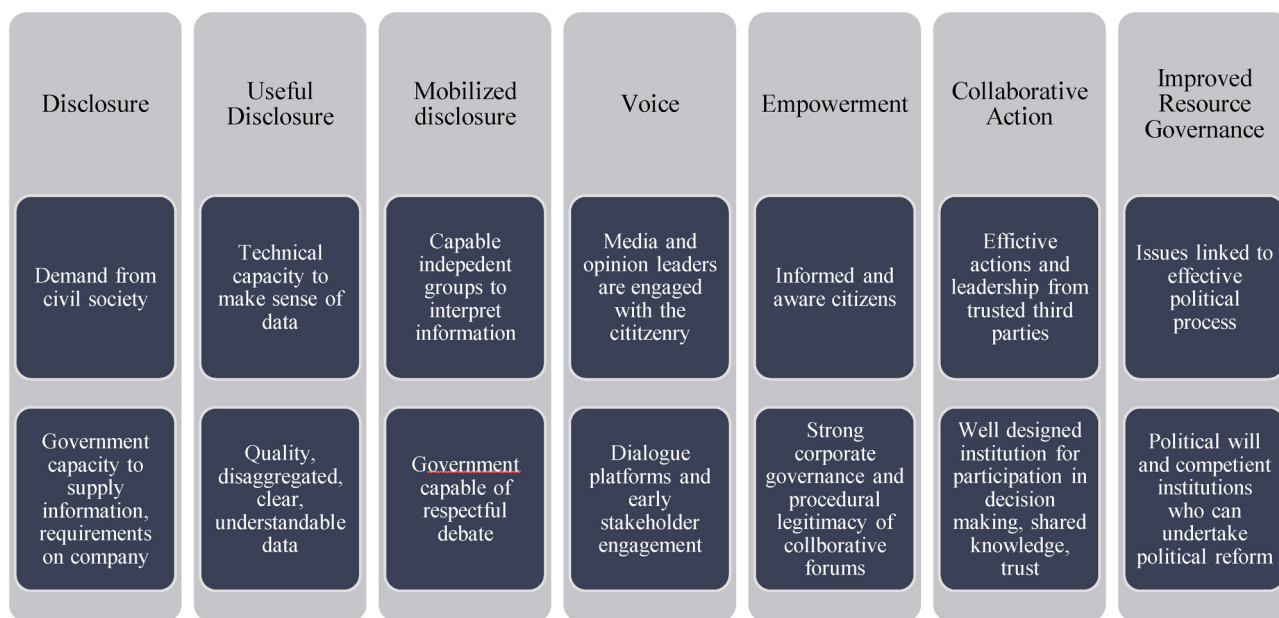 Disclosure
Useful
Disclosure
Mobilized
disclosure
Voice
Empowerment
Collaborative
Action
Improved
Resource
Governance
Demand from
civil society
Technical
capacity to
make sense of
data
Capable
indepedent
groups to
interpret
information
Media and
opinion leaders
are engaged
with the
cititzenry
Informed and
aware citizens
Effictive
actions and
leadership from
trusted third
parties
Issues linked to
effective
political
process
Government
capacity to
supply
information,
requirements
on company
Quality,
disaggregated,
clear,
understandable
data
Government
capable of
respectful
debate
Dialogue
platforms and
early
stakeholder
engagement
Strong
corporate
governance and
procedural
legitimacy of
collborative
forums
Well designed
institution for
participation in
decision
making, shared
knowledge,
trust
Political will
and competent
institutions
who can
undertake
political reform